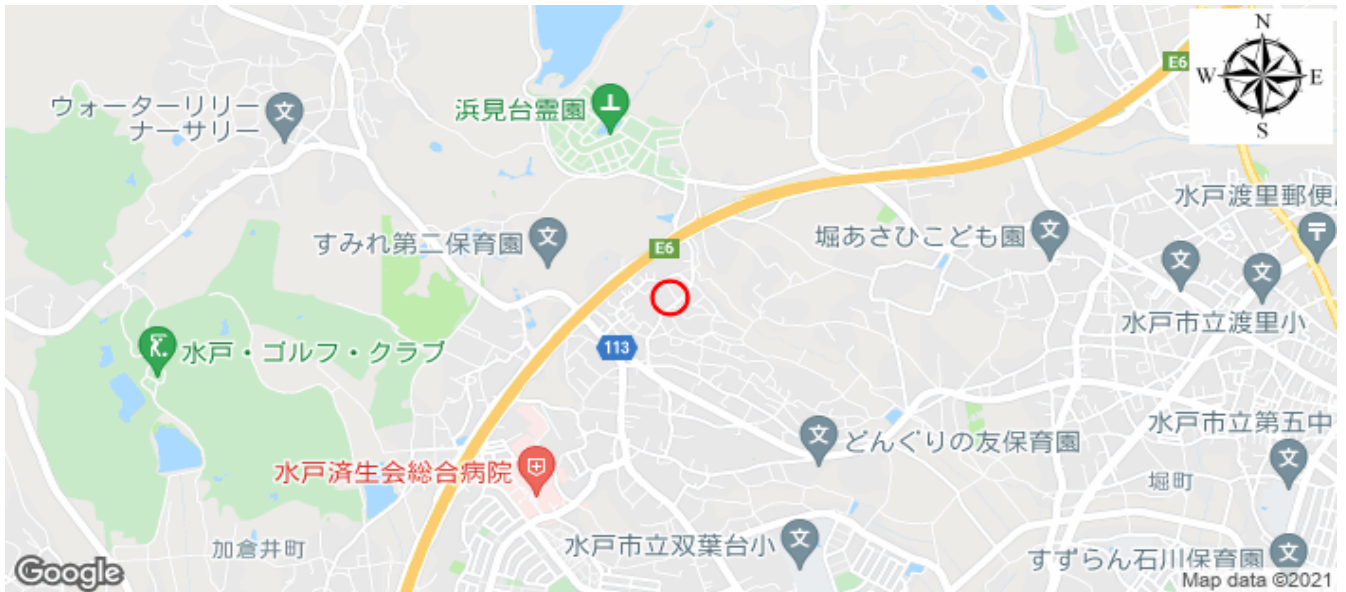 N
W
E
S
E6
ウォーターリリー
ナーサリー
浜見台霊園
水戸渡里郵便
すみれ第二保育園
E6
堀あさひこども園
水戸市立渡里小
113
水戸・ゴルフ・クラブ
水戸市立第五中
どんぐりの友保育園
水戸済生会総合病院
堀町
加倉井町
水戸市立双葉台小
すずらん石川保育園
Google
Map data ©2021